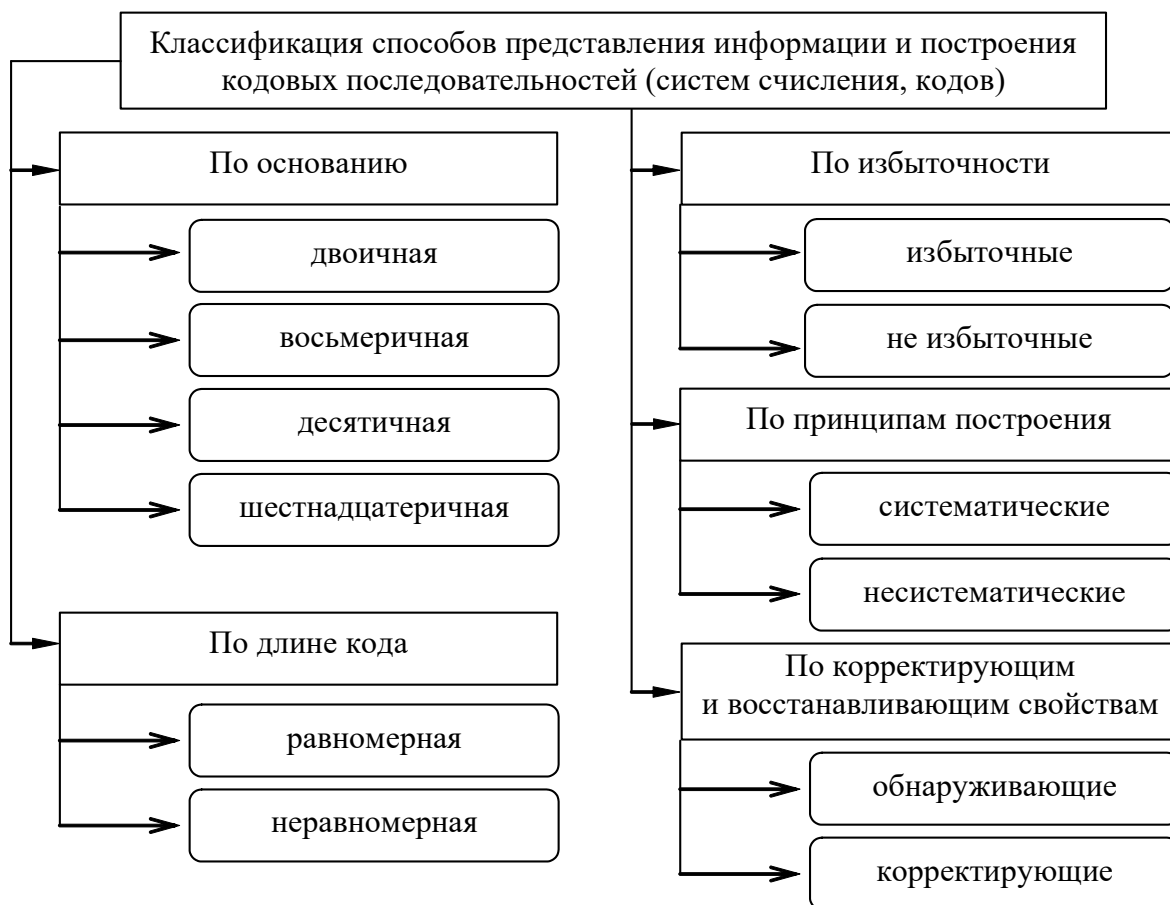 Классификация способов представления информации и построения
кодовых последовательностей (систем счисления, кодов)
По основанию
двоичная
восьмеричная
десятичная
шестнадцатеричная
По длине кода
равномерная
неравномерная
По избыточности
избыточные
не избыточные
По принципам построения
систематические
несистематические
По корректирующим
и восстанавливающим свойствам
обнаруживающие
корректирующие